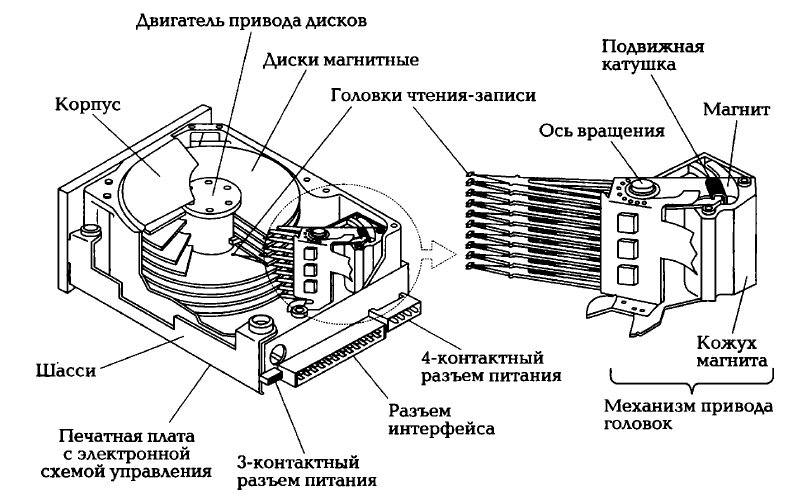 Двигатель привода дисков
Диски магнитные
Головки чтения-записи
Корпус
Подвижная
катушка
Магнит
Ось вращения
Шасси
Печатная плата
с электронной
схемой управления
3-контактный
разъем питания
Разъем
интерфейса
4-контактный
разъем питания
Кожух
магнита
Механизм привода
головок